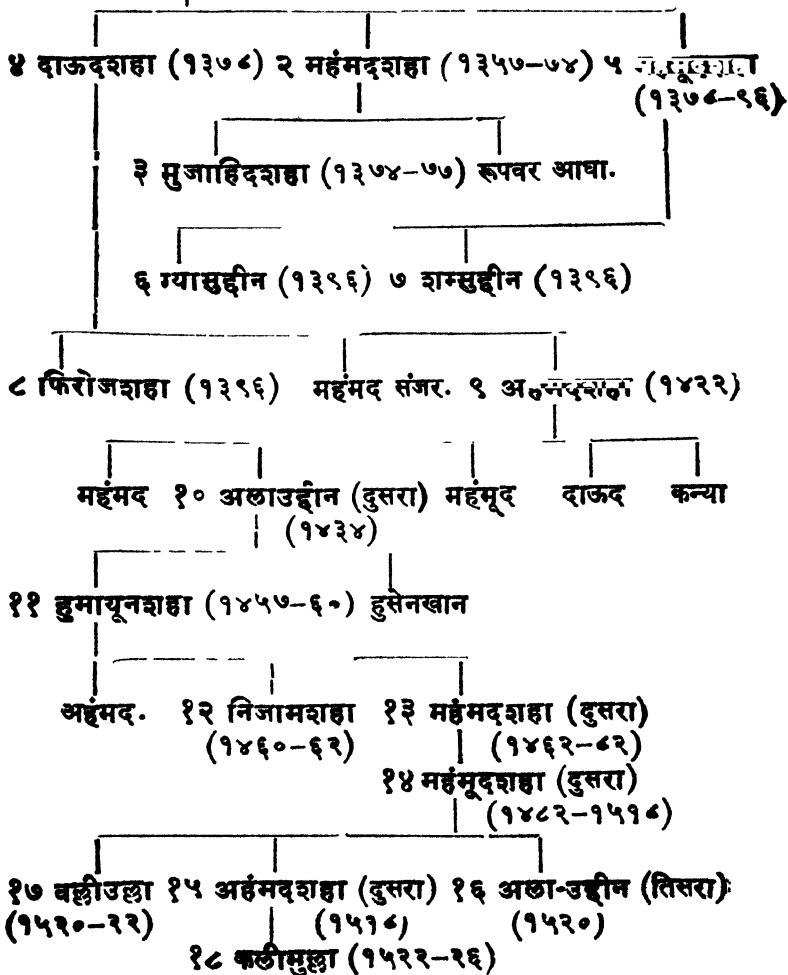 ४ दाऊदशहा (१३७८) २ महंमदशहा (१३५७-७४) ५
(१३७८-९६)
३ मुजाहिदशहा (१३७४-७७) रूपवर आघा.
६ ग्यासुद्दीन (१३९६) ७ शम्सुद्दीन (१३९६)
८ फिरोजशहा (१३९६) महंमद संजर. ९ (१४२२)
महंमद १० अलाउद्दीन (दुसरा) महंमूद दाऊद कन्या
(१४३४)
११ हुमायूनशहा (१४५७-६०) हुसेनखान
अहंमद. १२ निजामशहा १३ महंमदशहा (दुसरा)
(१४६०-६२) (१४६२-८२)
१४ महंमूदशहा (दुसरा)
(१४८२-१५१८)
१७ वलीउल्ला १५ अहंमदशहा (दुसरा) १६ अला-उद्दीन (तिसरा)
(१५२०-२२) (१५१८) (१५२०)
१८ कलीमुल्ला (१५२२-२६)